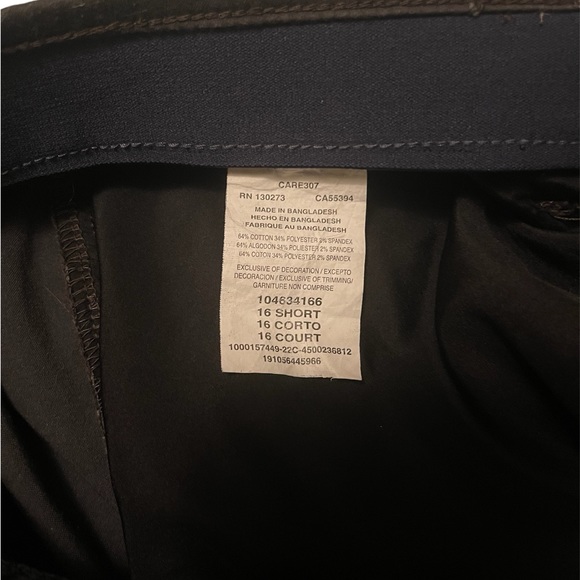 CARE307
RN 130273 CA55394
MADE IN BANGLADESH
HECHO EN BANGLADESH
FABRIQUE AU BANGLADESH
64% COTTON 34% POLYESTER 2% SPANDEX
64% ALGODON 34% POLIESTER 2% SPANDEX
64% COTON 34% POLYESTER 2% SPANDEX
EXCLUSIVE OF DECORATION / EXCEPTO
DECORACIÓN / EXCLUSIVE OF TRIMMING/
GARNITURE NON COMPRISE
104634166
16 SHORT
16 CORTO
16 COURT
1000157449-22C-4500236812
191056445966